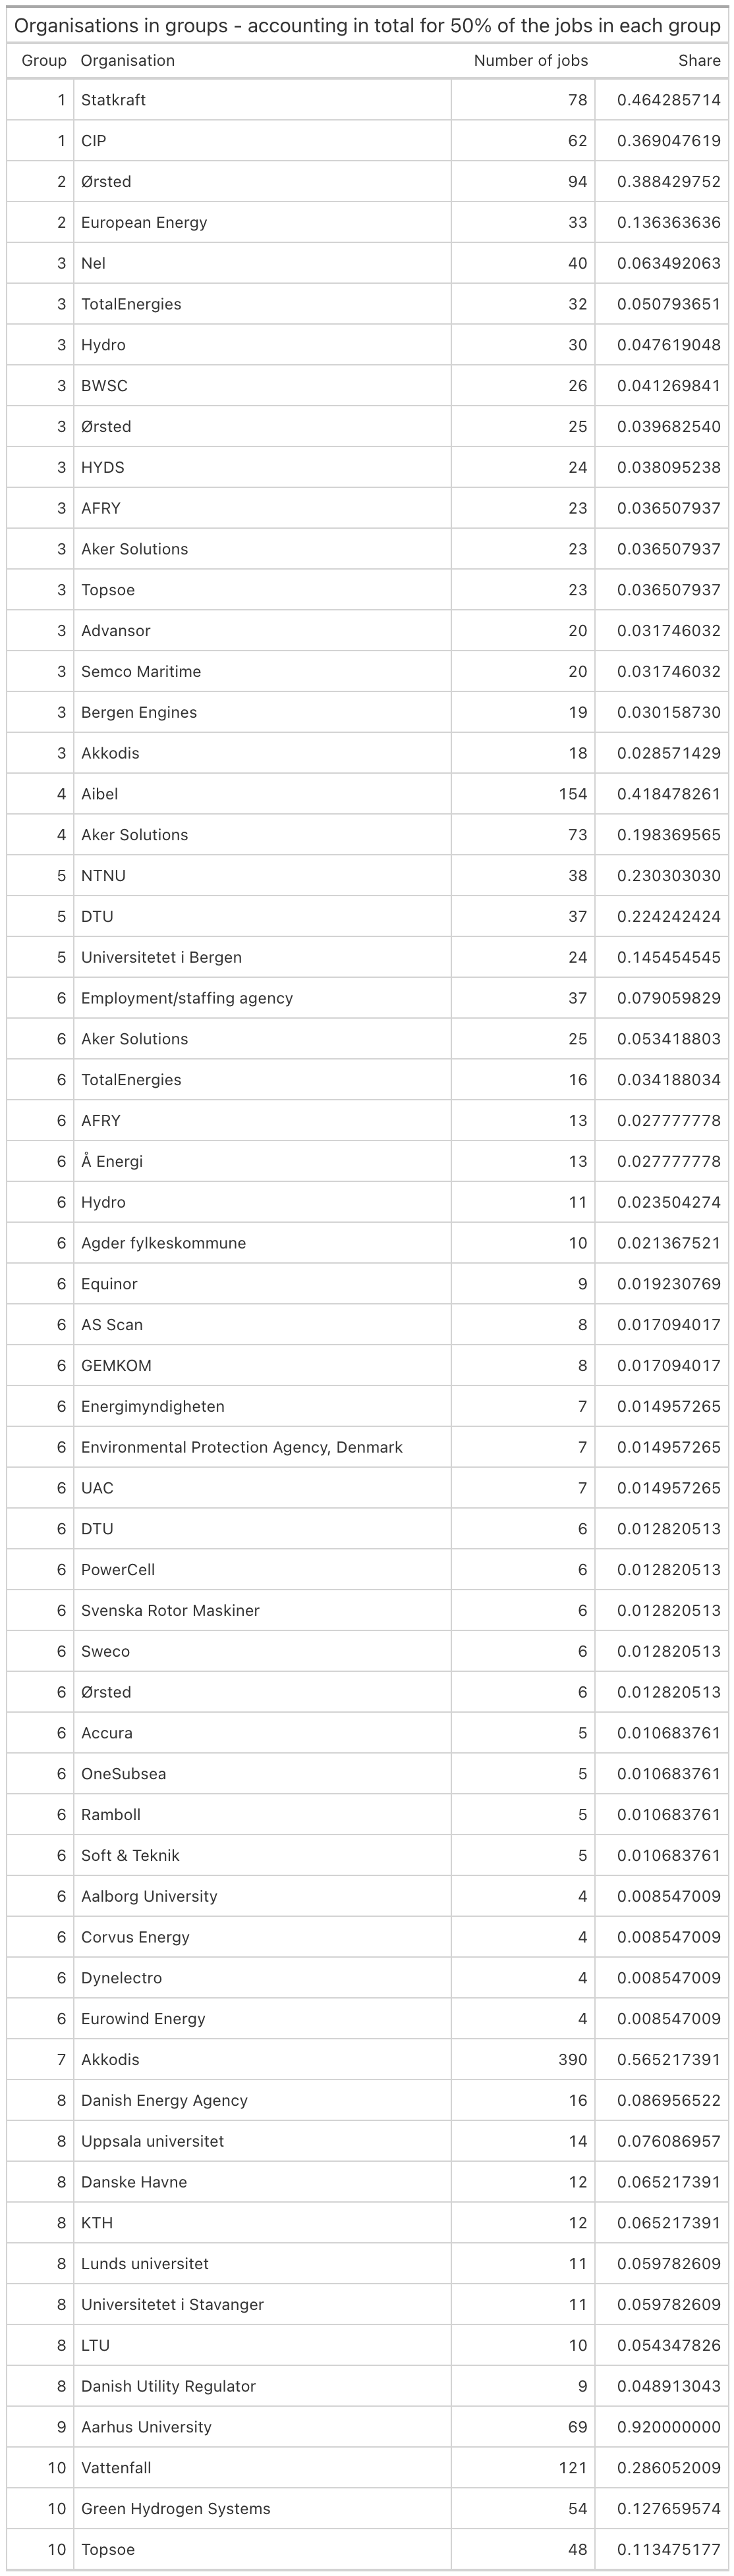 Organisations in groups - accounting in total for 50% of the jobs in each group
Group Organisation Number of jobs Share
1 Statkraft 78 0.464285714
1 CIP 62 0.369047619
2 Ørsted 94 0.388429752
2 European Energy 33 0.136363636
3 Nel 40 0.063492063
3 TotalEnergies 32 0.050793651
3 Hydro 30 0.047619048
3 BWSC 26 0.041269841
3 Ørsted 25 0.039682540
3 HYDS 24 0.038095238
3 AFRY 23 0.036507937
3 Aker Solutions 23 0.036507937
3 Topsoe 23 0.036507937
3 Advansor 20 0.031746032
3 Semco Maritime 20 0.031746032
3 Bergen Engines 19 0.030158730
3 Akkodis 18 0.028571429
4 Aibel 154 0.418478261
4 Aker Solutions 73 0.198369565
5 NTNU 38 0.230303030
5 DTU 37 0.224242424
5 Universitetet i Bergen 24 0.145454545
6 Employment/staffing agency 37 0.079059829
6 Aker Solutions 25 0.053418803
6 TotalEnergies 16 0.034188034
6 AFRY 13 0.027777778
6 Å Energi 13 0.027777778
6 Hydro 11 0.023504274
6 Agder fylkeskommune 10 0.021367521
6 Equinor 9 0.019230769
6 AS Scan 8 0.017094017
6 GEMKOM 8 0.017094017
6 Energimyndigheten 7 0.014957265
6 Environmental Protection Agency, Denmark 7 0.014957265
6 UAC 7 0.014957265
6 DTU 6 0.012820513
6 PowerCell 6 0.012820513
6 Svenska Rotor Maskiner 6 0.012820513
6 Sweco 6 0.012820513
6 Ørsted 6 0.012820513
6 Accura 5 0.010683761
6 OneSubsea 5 0.010683761
6 Ramboll 5 0.010683761
6 Soft & Teknik 5 0.010683761
6 Aalborg University 4 0.008547009
6 Corvus Energy 4 0.008547009
6 Dynelectro 4 0.008547009
6 Eurowind Energy 4 0.008547009
7 Akkodis 390 0.565217391
8 Danish Energy Agency 16 0.086956522
8 Uppsala universitet 14 0.076086957
8 Danske Havne 12 0.065217391
8 KTH 12 0.065217391
8 Lunds universitet 11 0.059782609
8 Universitetet i Stavanger 11 0.059782609
8 LTU 10 0.054347826
8 Danish Utility Regulator 9 0.048913043
9 Aarhus University 69 0.920000000
10 Vattenfall 121 0.286052009
10 Green Hydrogen Systems 54 0.127659574
10 Topsoe 48 0.113475177